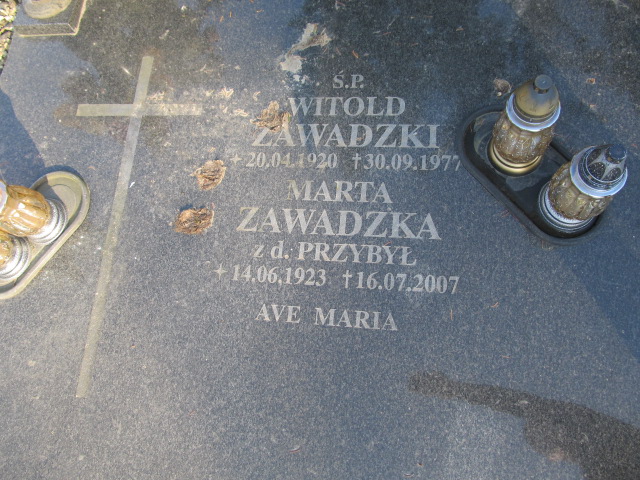 Ś.P.
WITOLD
ZAWADZKI
+20.04.1920 †30.09.1977
MARTA
ZAWADZKA
z d. PRZYBYŁ
+14.06.1923 †16.07.2007
AVE MARIA